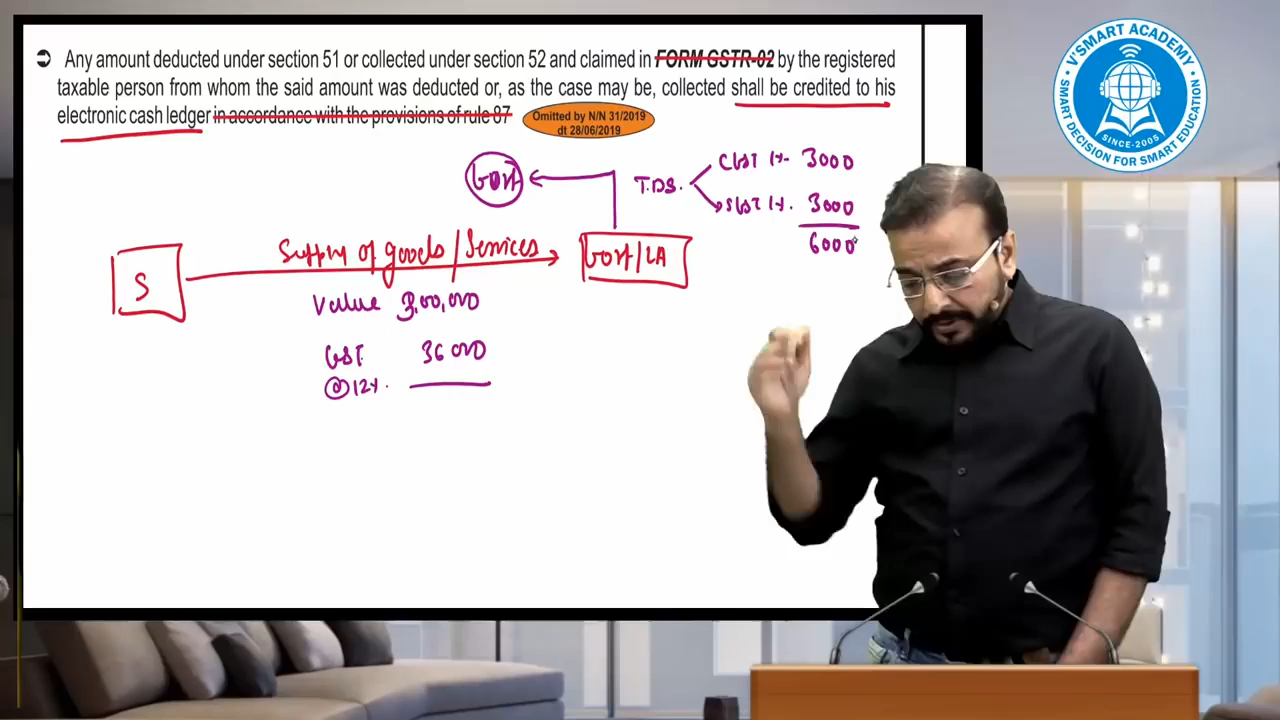 ➲ Any amount deducted under section 51 or collected under section 52 and claimed in FORM GSTR-02 by the registered
taxable person from whom the said amount was deducted or, as the case may be, collected shall be credited to his
electronic cash ledger in accordance with the provisions of rule 87
Omitted by N/N 31/2019
dt 28/06/2019
V'SMART ACADEMY
SMART DECISION FOR SMART EDUCATION
SINCE-2005
Govt
T.D.S.
CGST 1%. 3000
SGST 1%. 3000
6000
S
Supply of goods/Services
Govt/LA
Value 3,00,000
GST 36000
@12%.